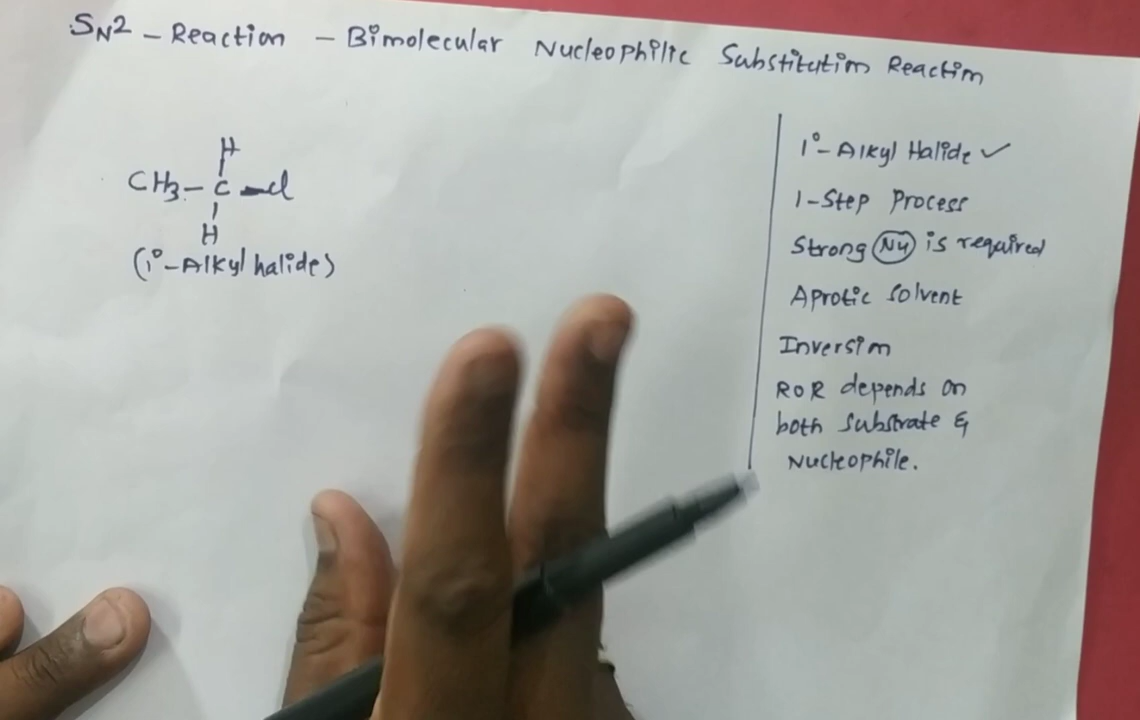 SN2 - Reaction - Bimolecular Nucleophilic Substitution Reaction
H
CH3 - C - Cl
H
(1°-Alkyl halide)
1°-Alkyl Halide ✓
1-Step Process
Strong Nu is required
Aprotic solvent
Inversion
ROR depends on
both substrate &
Nucleophile.